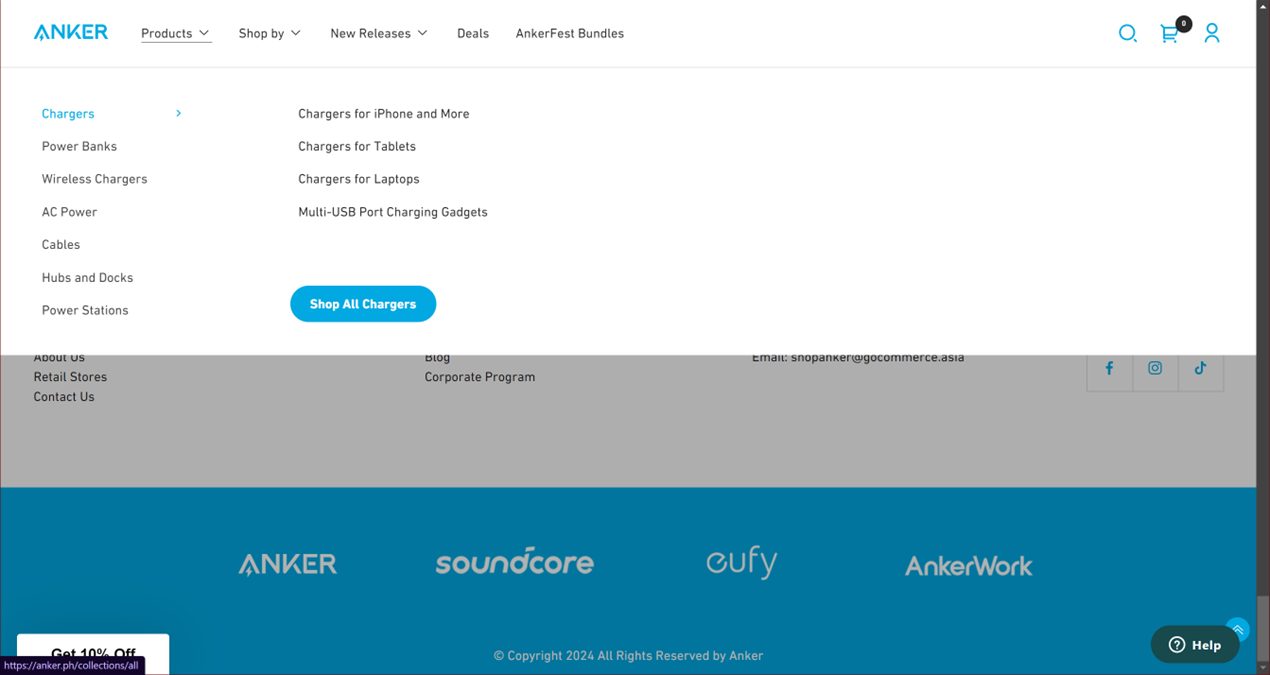 ANKER Products Shop by New Releases Deals AnkerFest Bundles 0
Chargers
Power Banks
Wireless Chargers
AC Power
Cables
Hubs and Docks
Power Stations
Chargers for iPhone and More
Chargers for Tablets
Chargers for Laptops
Multi-USB Port Charging Gadgets
Shop All Chargers
About Us
Retail Stores
Contact Us
Blog
Corporate Program
Email: shopanker@gocommerce.asia
ANKER soundcore eufy AnkerWork
© Copyright 2024 All Rights Reserved by Anker
Get 10% Off
https://anker.ph/collections/all
Help